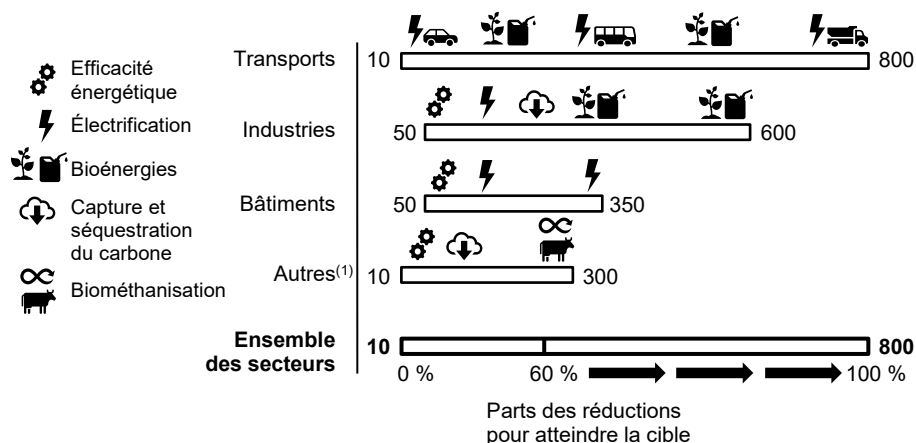 Efficacité
énergétique
Électrification
Bioénergies
Capture et
séquestration
du carbone
Biométhanisation
Transports 10 800
Industries 50 600
Bâtiments 50 350
Autres(1) 10 300
Ensemble
des secteurs 10 800
0 % 60 % 100 %
Parts des réductions
pour atteindre la cible